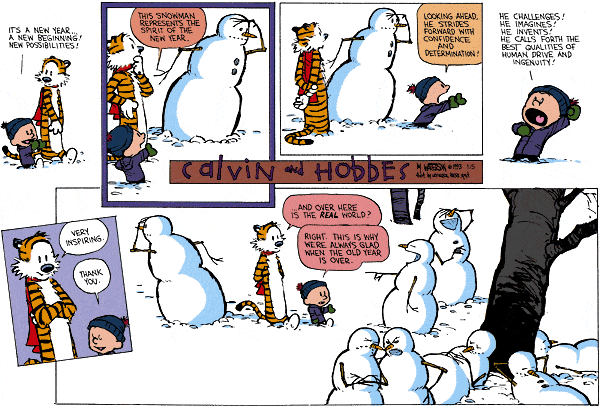 IT'S A NEW YEAR...
A NEW BEGINNING!
NEW POSSIBILITIES!
THIS SNOWMAN
REPRESENTS THE
SPIRIT OF THE
NEW YEAR.
LOOKING AHEAD,
HE STRIDES
FORWARD WITH
CONFIDENCE
AND
DETERMINATION!
HE CHALLENGES!
HE IMAGINES!
HE INVENTS!
HE CALLS FORTH THE
BEST QUALITIES OF
HUMAN DRIVE AND
INGENUITY!
CALVIN and HOBBES
WATTERSON ©1993 1/3
VERY
INSPIRING.
THANK
YOU.
AND OVER HERE
IS THE REAL WORLD?
RIGHT. THIS IS WHY
WE'RE ALWAYS GLAD
WHEN THE OLD YEAR
IS OVER.